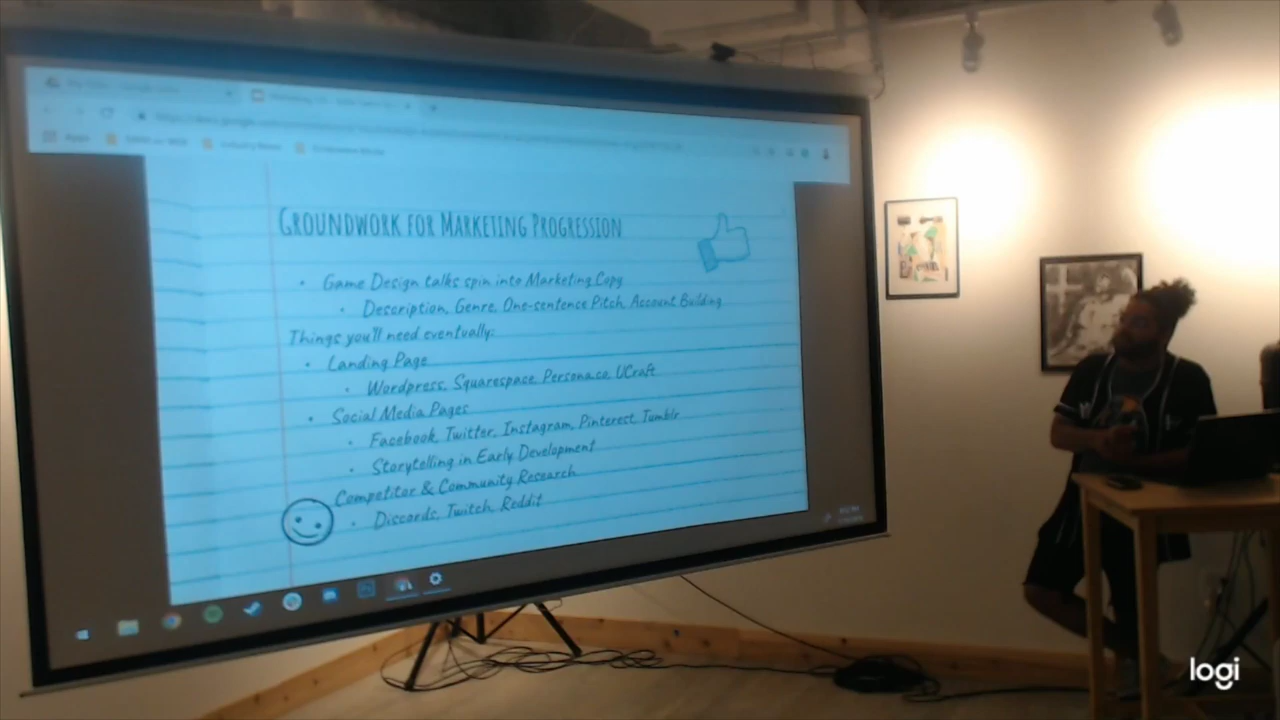 Apps
GROUNDWORK FOR MARKETING PROGRESSION
• Game Design talks spin into Marketing Copy
• Description, Genre, One-sentence Pitch, Account Building
Things you'll need eventually:
• Landing Page
• Wordpress, Squarespace, Persona.co, UCraft
• Social Media Pages
• Facebook, Twitter, Instagram, Pinterest, Tumblr
• Storytelling in Early Development
Competitor & Community Research
• Discords, Twitch, Reddit
logi